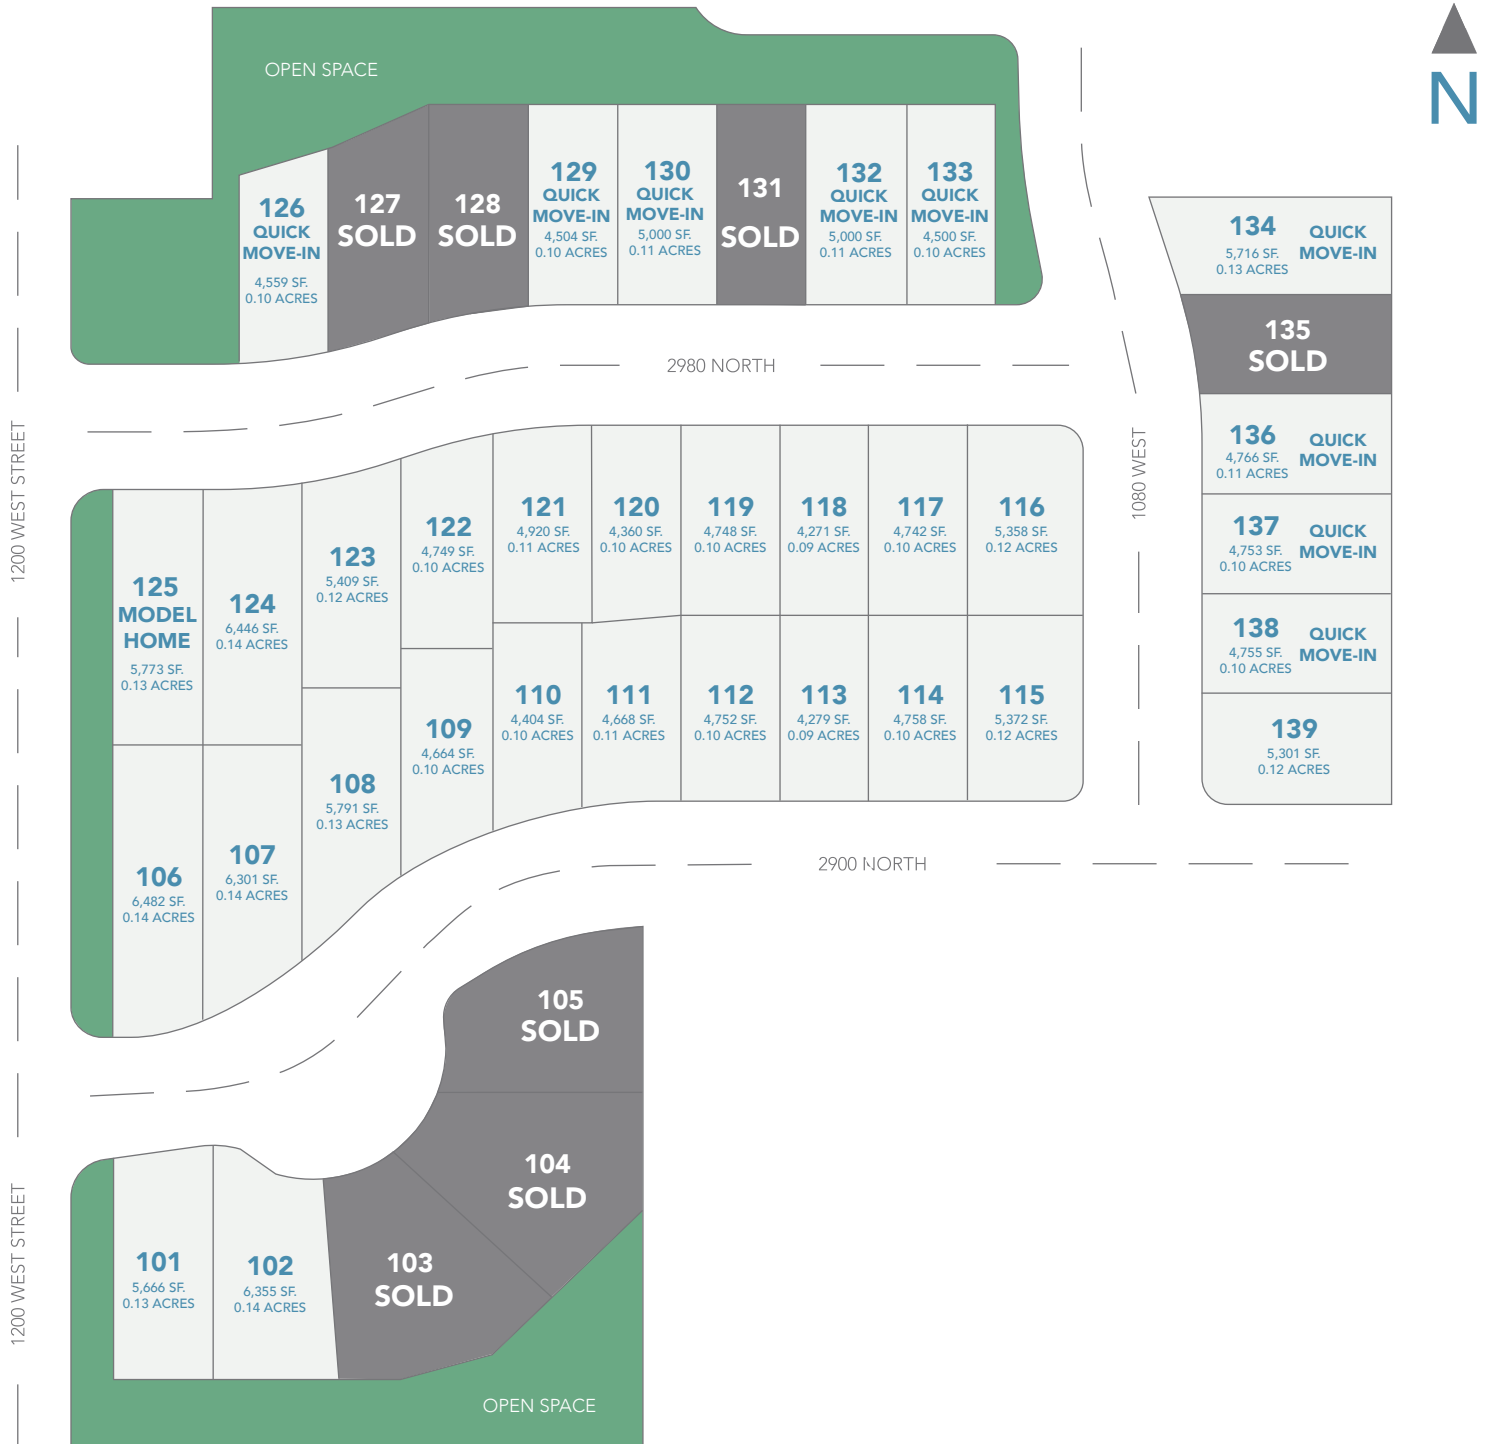 N
OPEN SPACE
126
QUICK
MOVE-IN
4,559 SF.
0.10 ACRES
127
SOLD
128
SOLD
129
QUICK
MOVE-IN
4,504 SF.
0.10 ACRES
130
QUICK
MOVE-IN
5,000 SF.
0.11 ACRES
131
SOLD
132
QUICK
MOVE-IN
5,000 SF.
0.11 ACRES
133
QUICK
MOVE-IN
4,500 SF.
0.10 ACRES
134
5,716 SF.
0.13 ACRES
QUICK
MOVE-IN
135
SOLD
136
4,766 SF.
0.11 ACRES
QUICK
MOVE-IN
137
4,753 SF.
0.10 ACRES
QUICK
MOVE-IN
138
4,755 SF.
0.10 ACRES
QUICK
MOVE-IN
139
5,301 SF.
0.12 ACRES
2980 NORTH
1200 WEST STREET
1080 WEST
125
MODEL
HOME
5,773 SF.
0.13 ACRES
124
6,446 SF.
0.14 ACRES
123
5,409 SF.
0.12 ACRES
122
4,749 SF.
0.10 ACRES
121
4,920 SF.
0.11 ACRES
120
4,360 SF.
0.10 ACRES
119
4,748 SF.
0.10 ACRES
118
4,271 SF.
0.09 ACRES
117
4,742 SF.
0.10 ACRES
116
5,358 SF.
0.12 ACRES
106
6,482 SF.
0.14 ACRES
107
6,301 SF.
0.14 ACRES
108
5,791 SF.
0.13 ACRES
109
4,664 SF.
0.10 ACRES
110
4,404 SF.
0.10 ACRES
111
4,668 SF.
0.11 ACRES
112
4,752 SF.
0.10 ACRES
113
4,279 SF.
0.09 ACRES
114
4,758 SF.
0.10 ACRES
115
5,372 SF.
0.12 ACRES
2900 NORTH
105
SOLD
104
SOLD
103
SOLD
101
5,666 SF.
0.13 ACRES
102
6,355 SF.
0.14 ACRES
1200 WEST STREET
OPEN SPACE